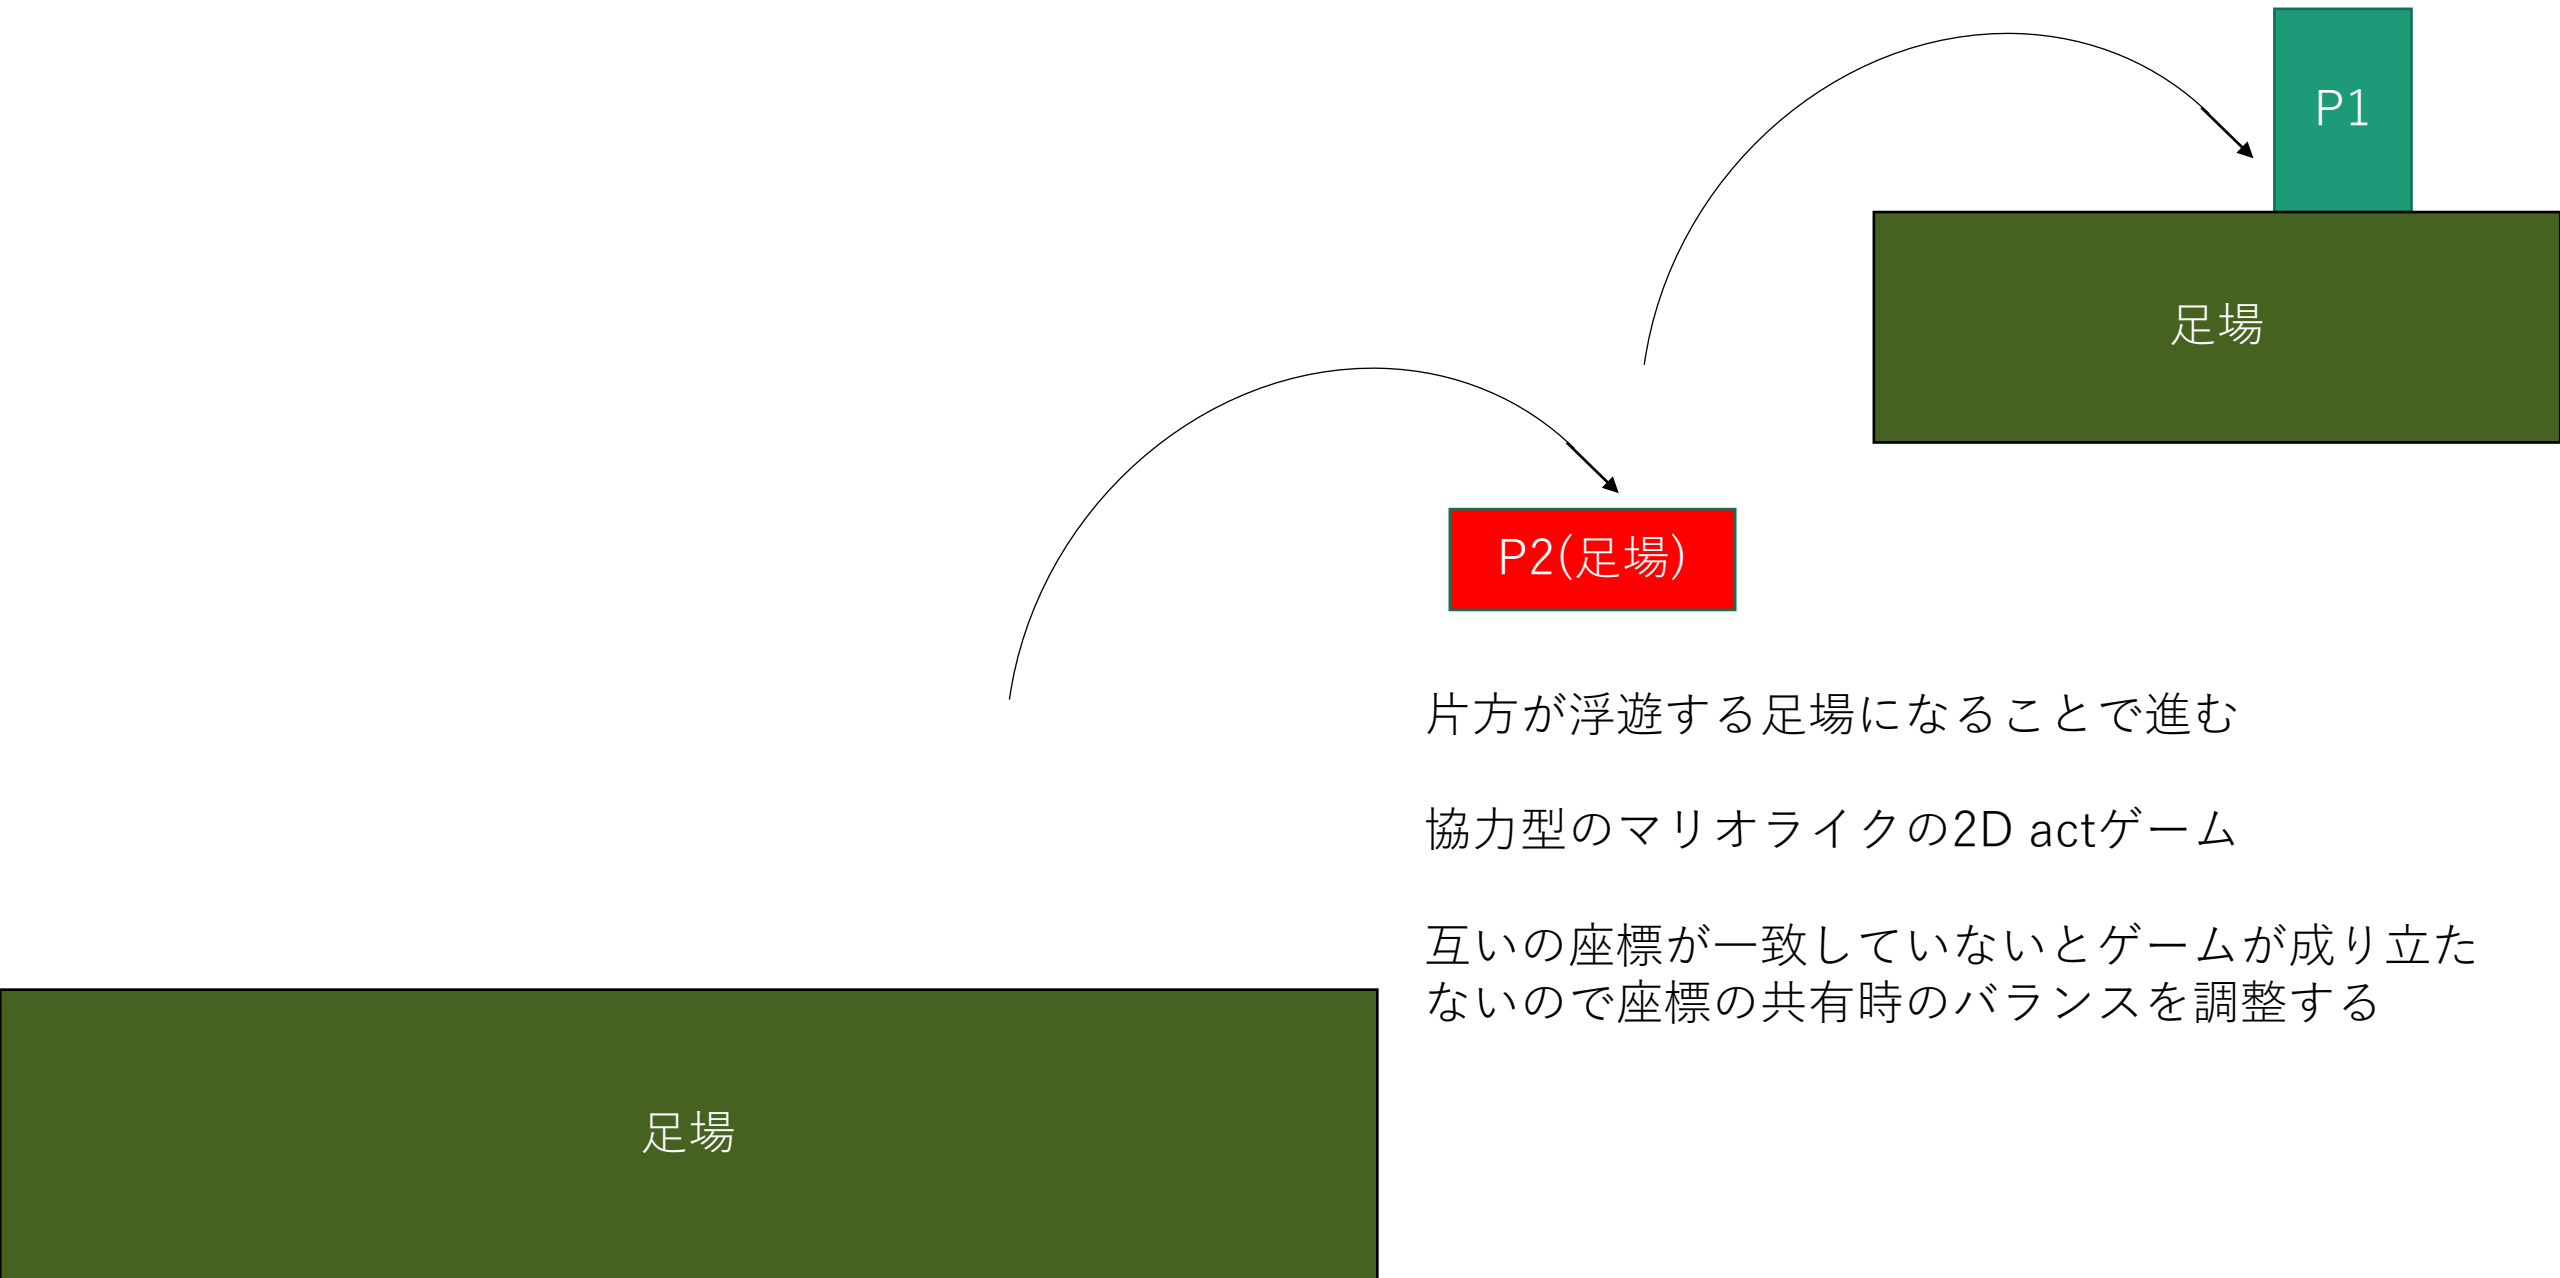 P1
足場
P2(足場)
片方が浮遊する足場になることで進む
協力型のマリオライクの2D actゲーム
互いの座標が一致していないとゲームが成り立た
ないので座標の共有時のバランスを調整する
足場